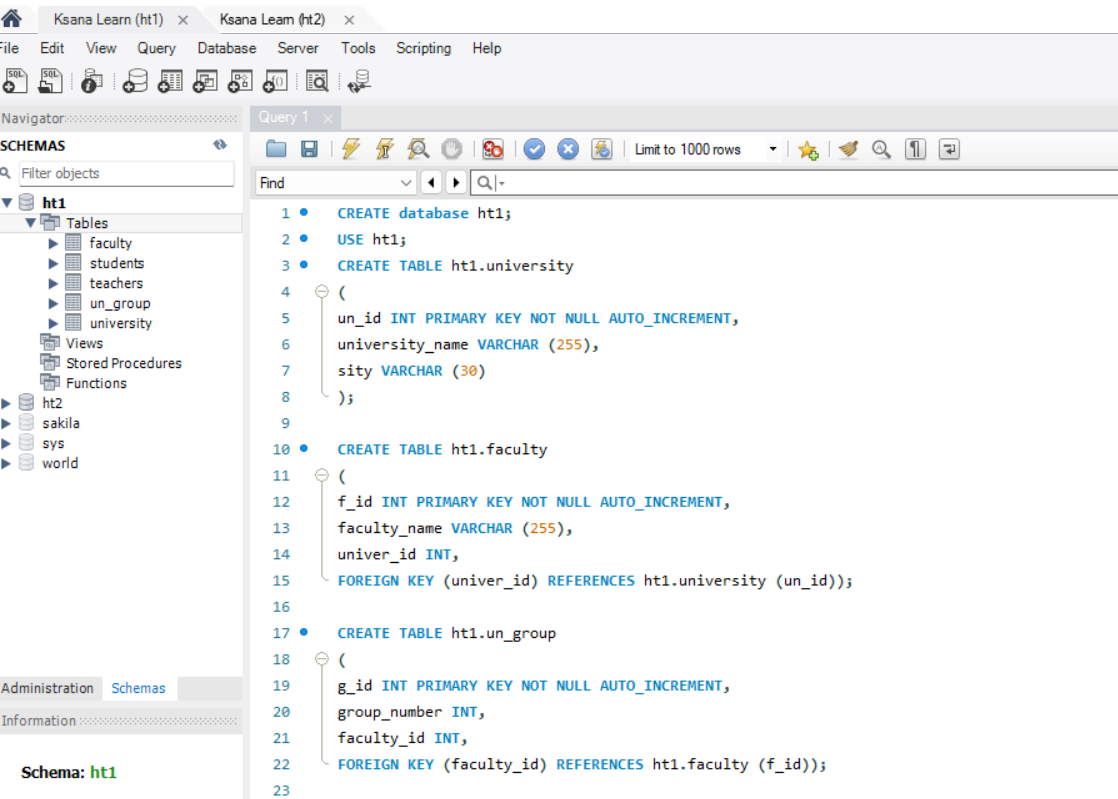 Ksana Learn (ht1) × Ksana Learn (ht2) ×
File Edit View Query Database Server Tools Scripting Help
Navigator
Query 1 ×
SCHEMAS
Limit to 1000 rows
Filter objects
Find
ht1
Tables
faculty
students
teachers
un_group
university
Views
Stored Procedures
Functions
ht2
sakila
sys
world
Administration Schemas
Information
Schema: ht1
1 CREATE database ht1;
2 USE ht1;
3 CREATE TABLE ht1.university
4 (
5 un_id INT PRIMARY KEY NOT NULL AUTO_INCREMENT,
6 university_name VARCHAR (255),
7 sity VARCHAR (30)
8 );
9
10 CREATE TABLE ht1.faculty
11 (
12 f_id INT PRIMARY KEY NOT NULL AUTO_INCREMENT,
13 faculty_name VARCHAR (255),
14 univer_id INT,
15 FOREIGN KEY (univer_id) REFERENCES ht1.university (un_id));
16
17 CREATE TABLE ht1.un_group
18 (
19 g_id INT PRIMARY KEY NOT NULL AUTO_INCREMENT,
20 group_number INT,
21 faculty_id INT,
22 FOREIGN KEY (faculty_id) REFERENCES ht1.faculty (f_id));
23